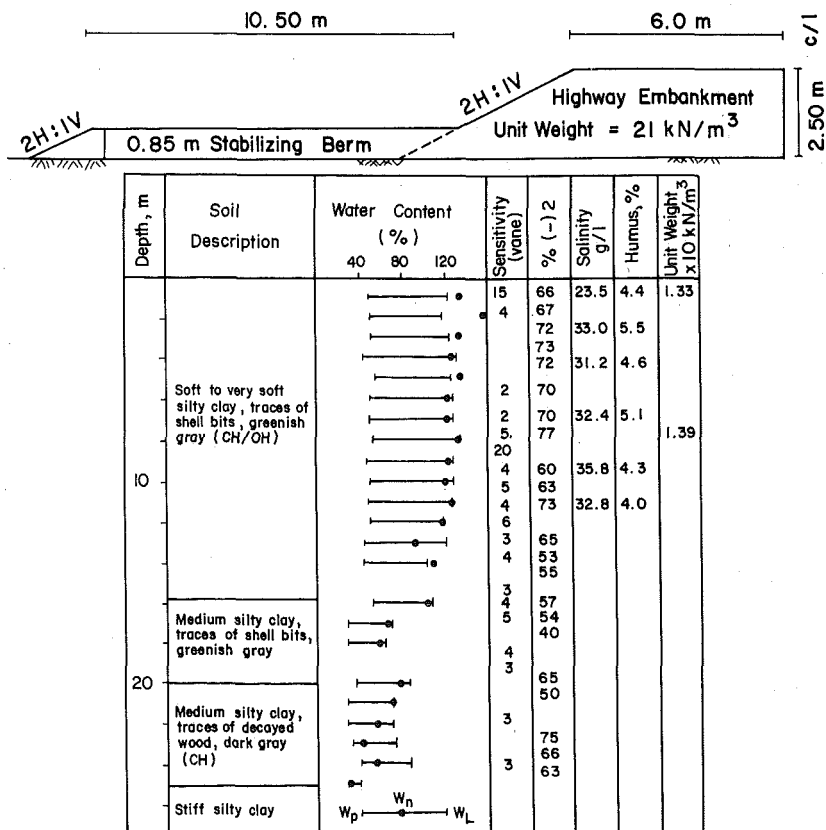 10.50 m
6.0 m
c/l
2H:1V
2H:1V
Highway Embankment
Unit Weight = 21 kN/m³
2.50 m
0.85 m Stabilizing Berm
Depth, m
Soil Description
Water Content (%)
40 80 120
Sensitivity (vane)
% (-) 2
Salinity g/l
Humus, %
Unit Weight x10 kN/m³
15 66 23.5 4.4 1.33
4 67
72 33.0 5.5
73
72 31.2 4.6
Soft to very soft
silty clay, traces of
shell bits, greenish
gray (CH/OH)
2 70
2 70 32.4 5.1
5. 77 1.39
20
4 60 35.8 4.3
10
5 63
4 73 32.8 4.0
6
3 65
4 53
55
3
4 57
5 54
40
Medium silty clay,
traces of shell bits,
greenish gray
4
3
20
65
50
Medium silty clay,
traces of decayed
wood, dark gray
(CH)
3
75
66
3 63
Stiff silty clay
Wp Wn WL